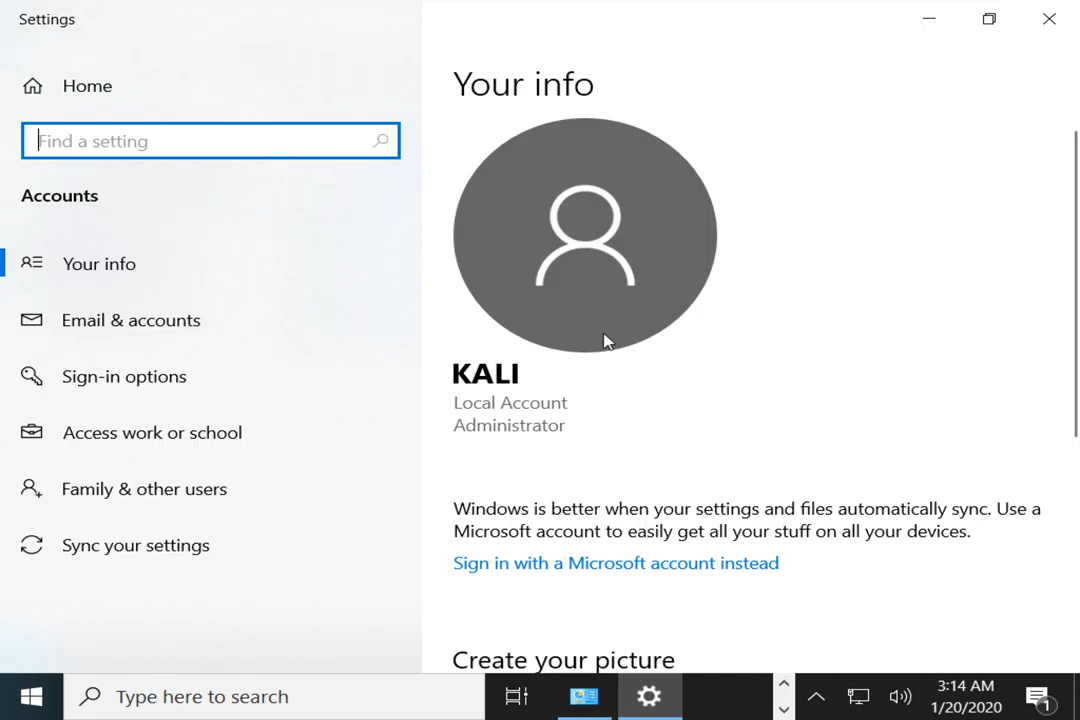 Settings
Home
Find a setting
Accounts
Your info
Email & accounts
Sign-in options
Access work or school
Family & other users
Sync your settings
Your info
KALI
Local Account
Administrator
Windows is better when your settings and files automatically sync. Use a
Microsoft account to easily get all your stuff on all your devices.
Sign in with a Microsoft account instead
Create your picture
Type here to search
3:14 AM
1/20/2020
1